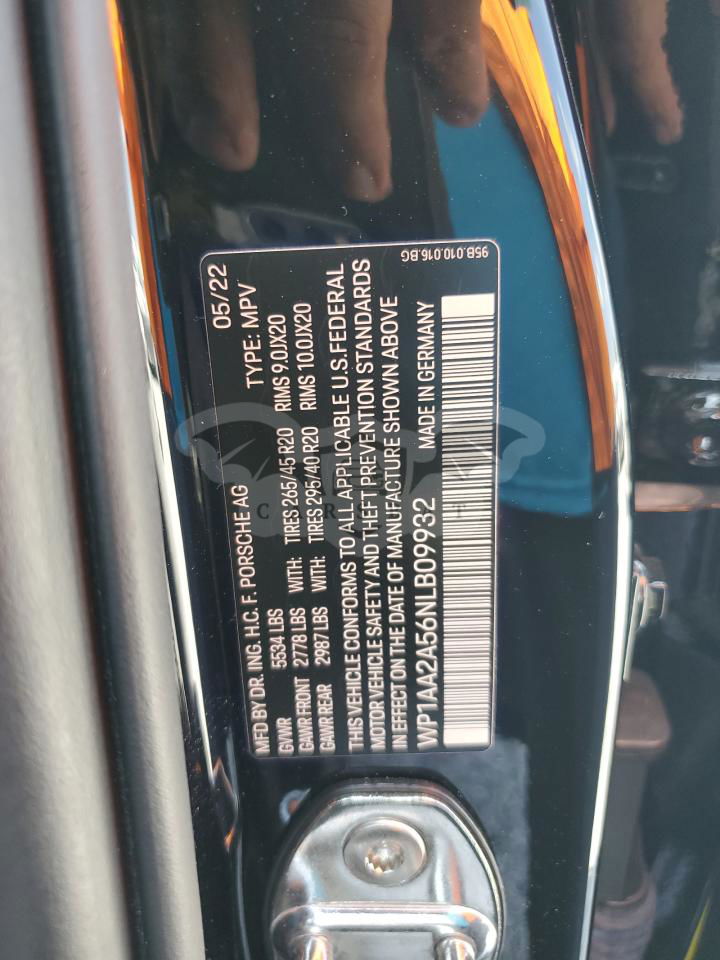 05/22
MFD BY DR. ING. H.C. F. PORSCHE AG TYPE: MPV
GVWR 5534 LBS WITH: TIRES 265/45 R20 RIMS 9.0JX20
GAWR FRONT 2778 LBS WITH: TIRES 295/40 R20 RIMS 10.0JX20
GAWR REAR 2987 LBS
THIS VEHICLE CONFORMS TO ALL APPLICABLE U.S. FEDERAL
MOTOR VEHICLE SAFETY AND THEFT PREVENTION STANDARDS
IN EFFECT ON THE DATE OF MANUFACTURE SHOWN ABOVE
WP1AA2A56NLB09932 MADE IN GERMANY
95B.010.016.BG